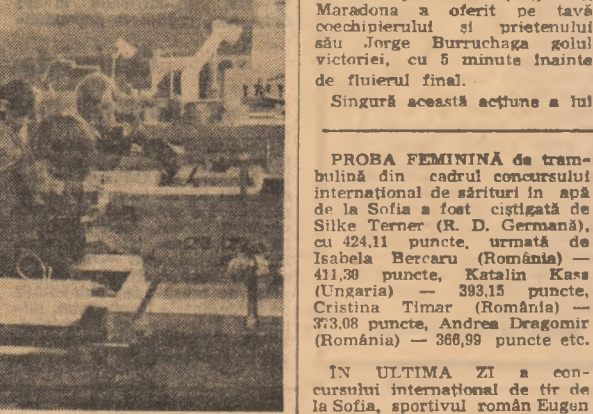 Maradona a oferit pe tavă
coechipierului și prietenului
său Jorge Burruchaga golul
victoriei, cu 5 minute înainte
de fluierul final.
Singură această acțiune a lui
PROBA FEMININĂ de tram-
bulină din cadrul concursului
internațional de sărituri în apă
de la Sofia a fost cîștigată de
Silke Terner (R. D. Germană),
cu 424,11 puncte, urmată de
Isabela Bercaru (România) —
411,30 puncte, Katalin Kass
(Ungaria) — 393,15 puncte,
Cristina Timar (România) —
373,08 puncte, Andrea Dragomir
(România) — 366,99 puncte etc.
ÎN ULTIMA ZI a con-
cursului internațional de tir de
la Sofia, sportivul român Eugen